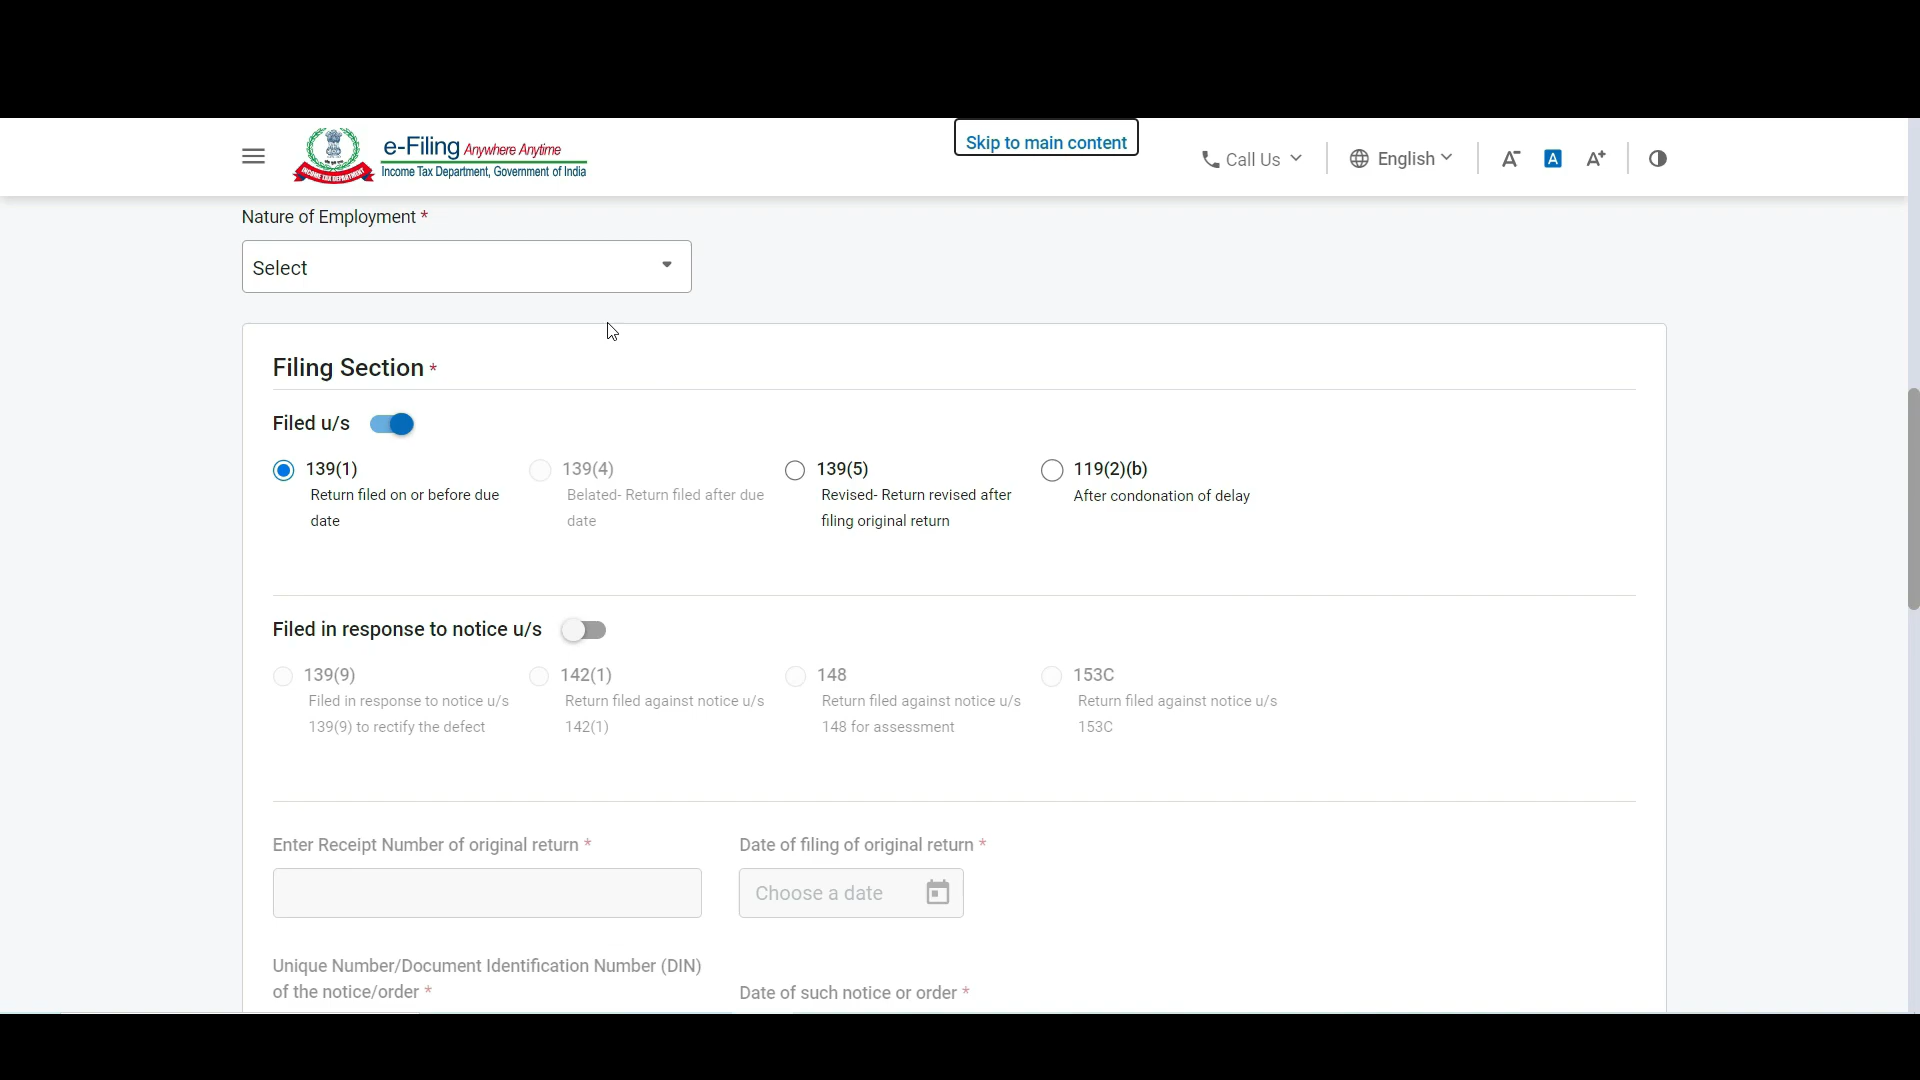 Skip to main content
e-Filing Anywhere Anytime
Income Tax Department, Government of India
INCOME TAX DEPARTMENT
Call Us
English
A-
A
A+
Nature of Employment *
Select
Filing Section *
Filed u/s
139(1)
Return filed on or before due
date
139(4)
Belated- Return filed after due
date
139(5)
Revised- Return revised after
filing original return
119(2)(b)
After condonation of delay
Filed in response to notice u/s
139(9)
Filed in response to notice u/s
139(9) to rectify the defect
142(1)
Return filed against notice u/s
142(1)
148
Return filed against notice u/s
148 for assessment
153C
Return filed against notice u/s
153C
Enter Receipt Number of original return *
Date of filing of original return *
Choose a date
Unique Number/Document Identification Number (DIN)
of the notice/order *
Date of such notice or order *